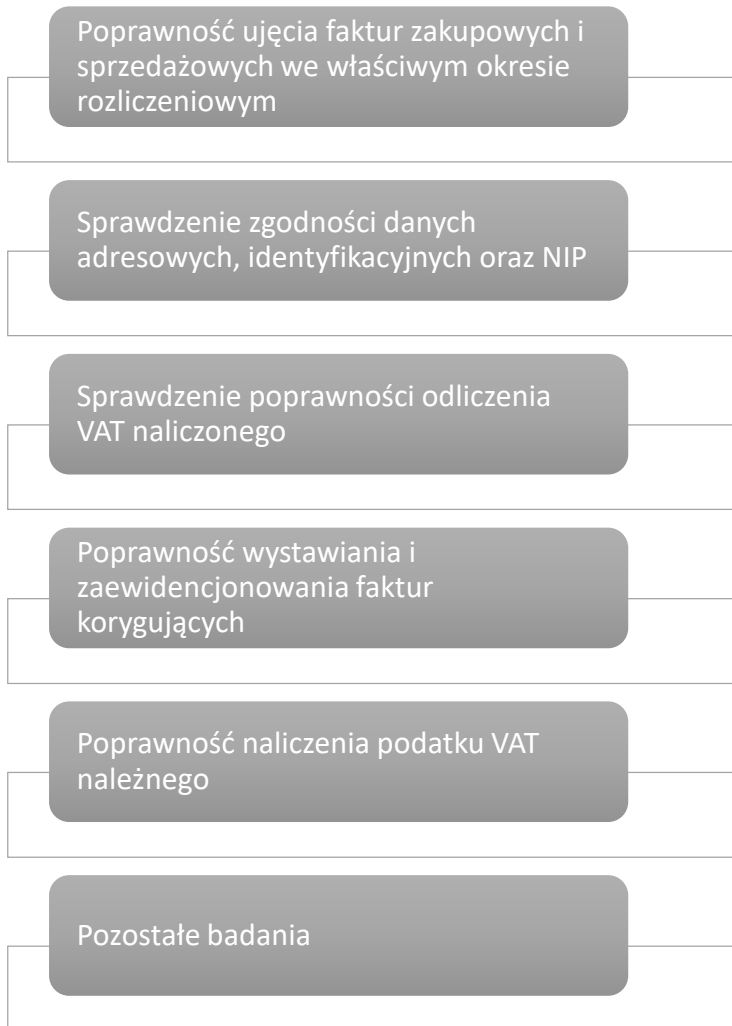 Poprawność ujęcia faktur zakupowych i
sprzedażowych we właściwym okresie
rozliczeniowym
Sprawdzenie zgodności danych
adresowych, identyfikacyjnych oraz NIP
Sprawdzenie poprawności odliczenia
VAT naliczonego
Poprawność wystawiania i
zaewidencjonowania faktur
korygujących
Poprawność naliczenia podatku VAT
należnego
Pozostałe badania